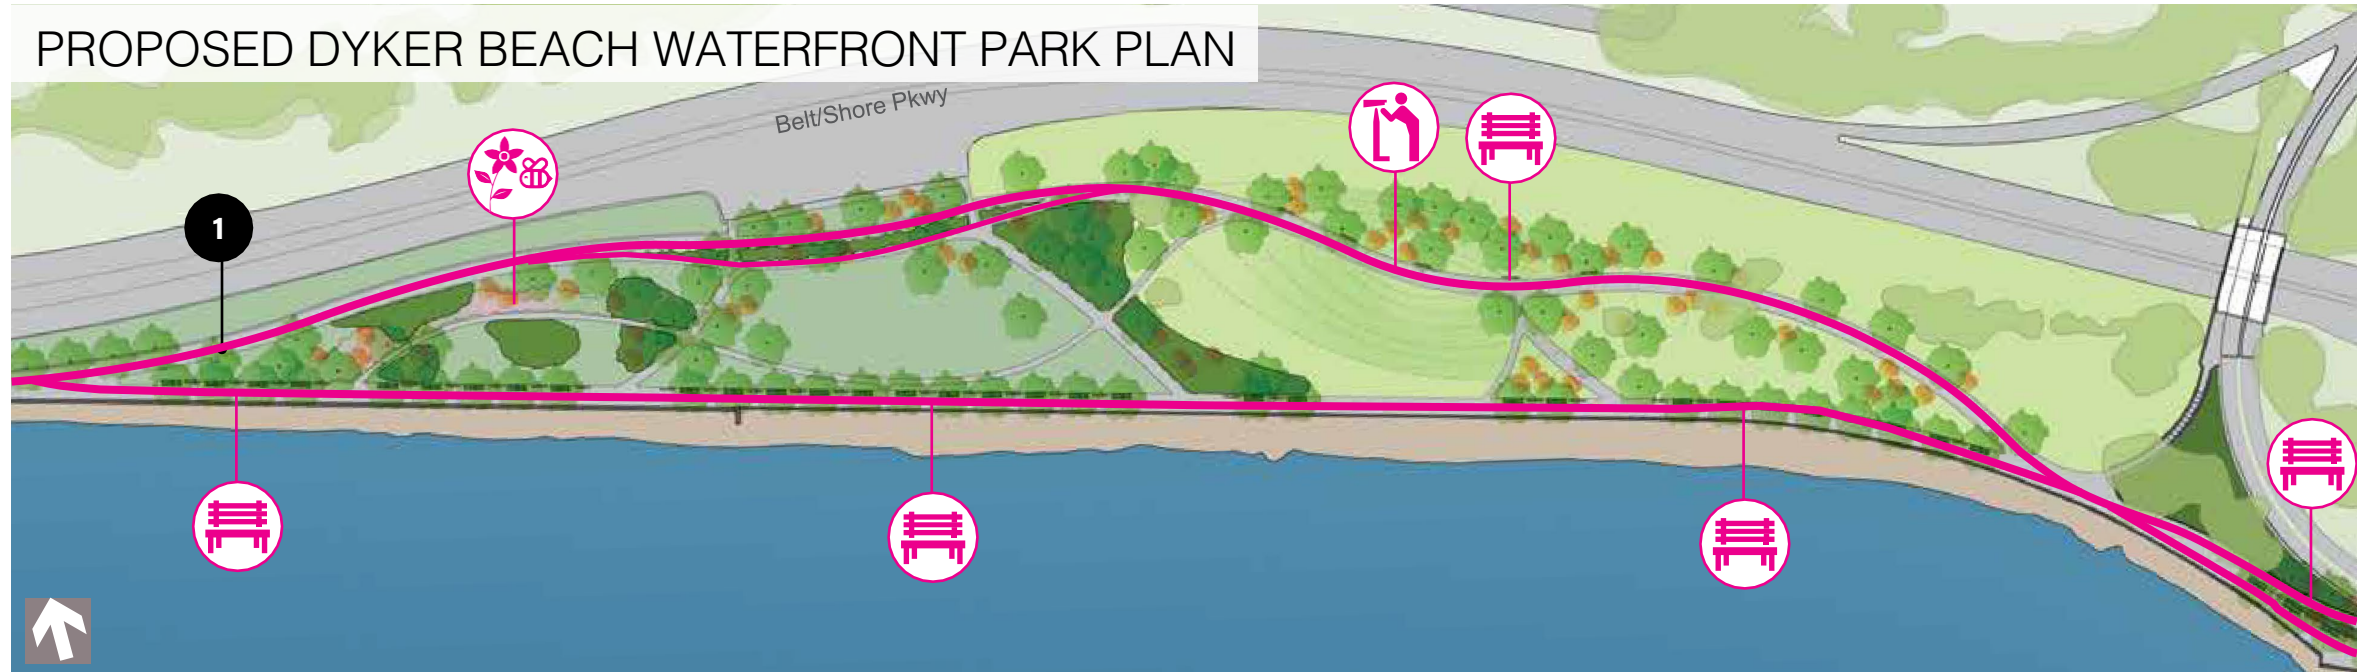 PROPOSED DYKER BEACH WATERFRONT PARK PLAN
Belt/Shore Pkwy
1